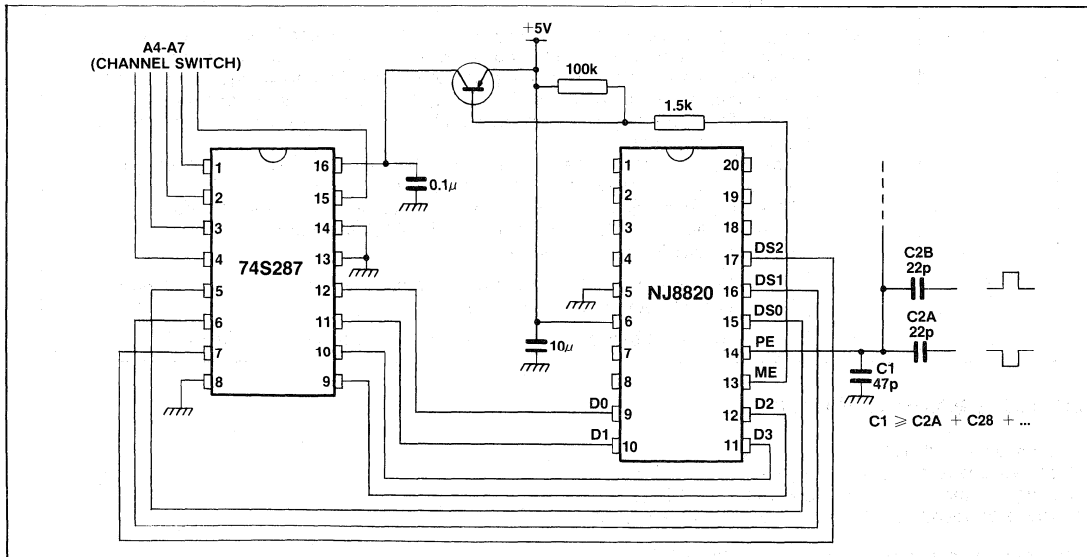 A4-A7
(CHANNEL SWITCH)
+5V
100k
1.5k
0.1μ
10μ
74S287
1
2
3
4
5
6
7
8
16
15
14
13
12
11
10
9
NJ8820
1
2
3
4
5
6
7
8
D0 9
D1 10
20
19
18
17 DS2
16 DS1
15 DS0
14 PE
13 ME
12 D2
11 D3
C2B
22p
C2A
22p
C1
47p
C1 ⩾ C2A + C28 + ...